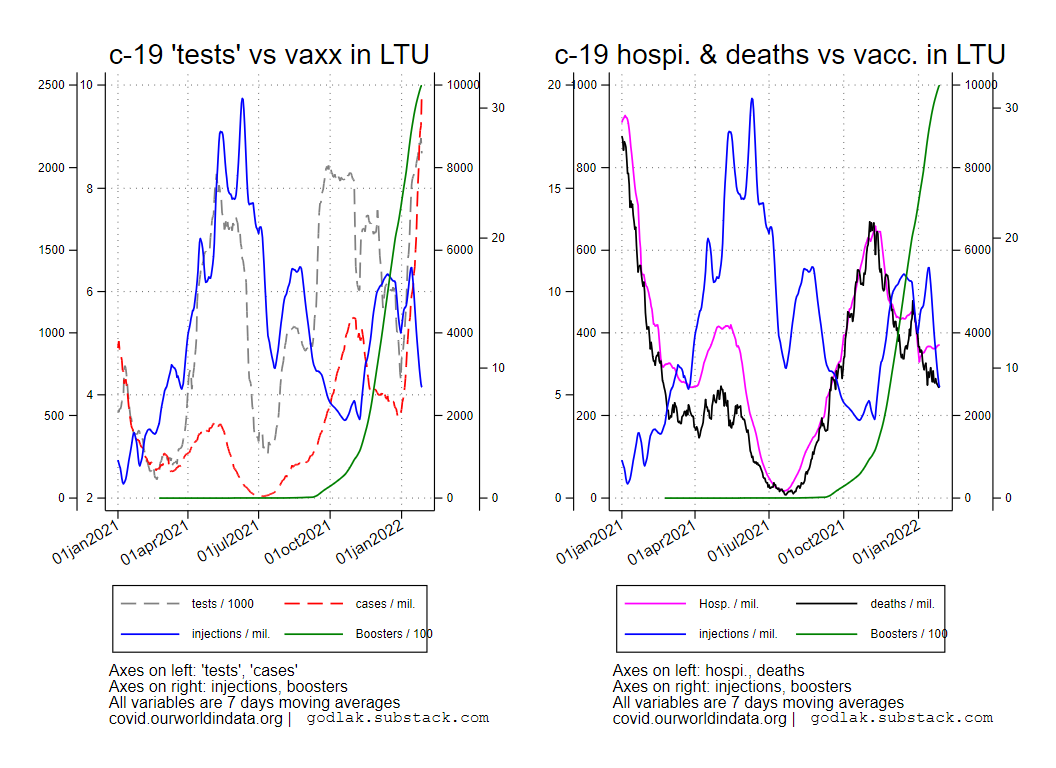 c-19 'tests' vs vaxx in LTU
2500
2000
1500
1000
500
0
10
8
6
4
2
10000
8000
6000
4000
2000
0
30
20
10
0
01jan2021
01apr2021
01jul2021
01oct2021
01jan2022
tests / 1000
cases / mil.
injections / mil.
Boosters / 100
Axes on left: 'tests', 'cases'
Axes on right: injections, boosters
All variables are 7 days moving averages
covid.ourworldindata.org | godlak.substack.com
c-19 hospi. & deaths vs vacc. in LTU
20
15
10
5
0
1000
800
600
400
200
0
10000
8000
6000
4000
2000
0
30
20
10
0
01jan2021
01apr2021
01jul2021
01oct2021
01jan2022
Hosp. / mil.
deaths / mil.
injections / mil.
Boosters / 100
Axes on left: hospi., deaths
Axes on right: injections, boosters
All variables are 7 days moving averages
covid.ourworldindata.org | godlak.substack.com